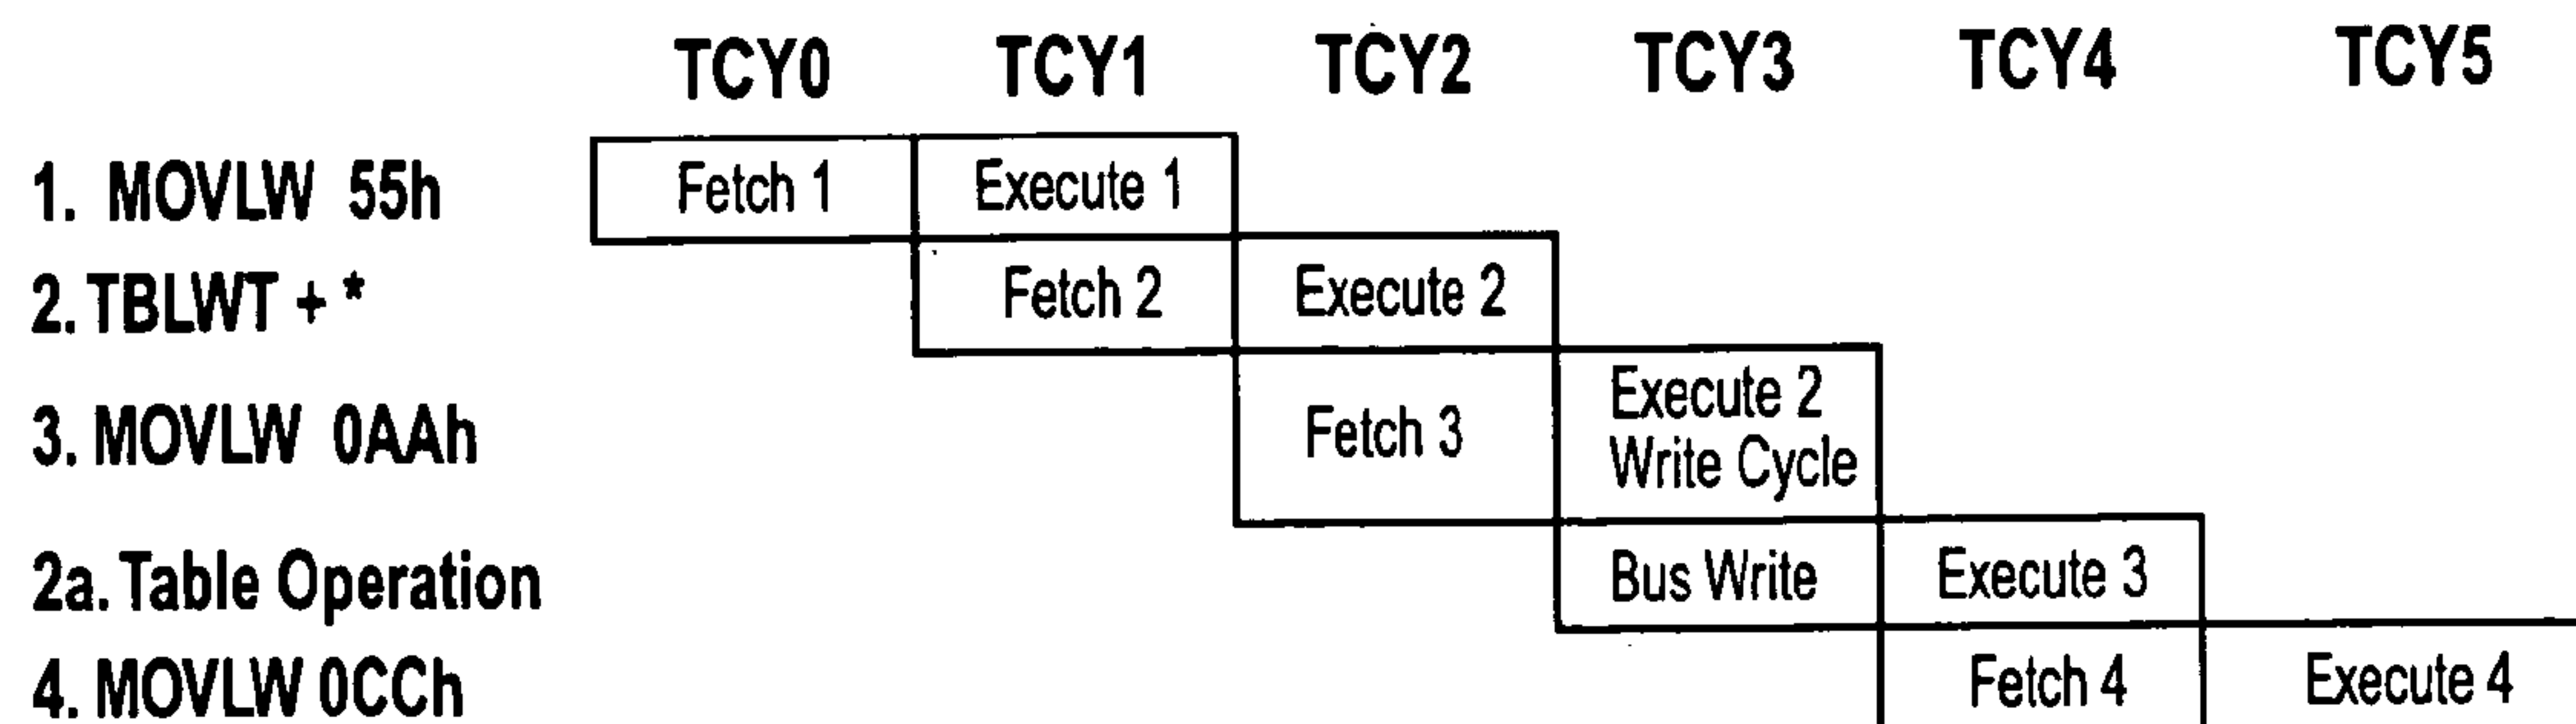 TCY0 TCY1 TCY2 TCY3 TCY4 TCY5
1. MOVLW 55h Fetch 1 Execute 1
2. TBLWT + * Fetch 2 Execute 2
3. MOVLW 0AAh Fetch 3 Execute 2
Write Cycle
2a. Table Operation Bus Write Execute 3
4. MOVLW 0CCh Fetch 4 Execute 4